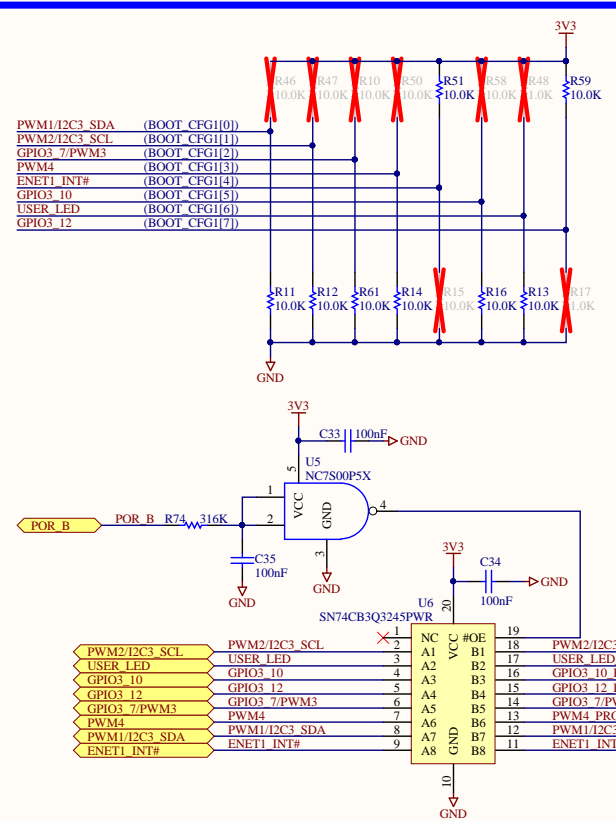 3V3
R46 R47 R10 R50 R51 R58 R48 R59
10.0K 10.0K 10.0K 10.0K 10.0K 10.0K 1.0K 10.0K
PWM1/I2C3_SDA (BOOT_CFG1[0])
PWM2/I2C3_SCL (BOOT_CFG1[1])
GPIO3_7/PWM3 (BOOT_CFG1[2])
PWM4 (BOOT_CFG1[3])
ENET1_INT# (BOOT_CFG1[4])
GPIO3_10 (BOOT_CFG1[5])
USER_LED (BOOT_CFG1[6])
GPIO3_12 (BOOT_CFG1[7])
R11 R12 R61 R14 R15 R16 R13 R17
10.0K 10.0K 10.0K 10.0K 10.0K 10.0K 10.0K 1.0K
GND
3V3
C33 100nF GND
U5
NC7S00P5X
5
1
2
VCC
GND
4
3
POR_B POR_B R74 316K
C35
100nF
GND GND
3V3
C34
100nF
GND
U6
SN74CB3Q3245PWR
20
1 NC VCC #OE 19
PWM2/I2C3_SCL PWM2/I2C3_SCL 2 A1 B1 18 PWM2/I2C3
USER_LED USER_LED 3 A2 B2 17 USER_LED
GPIO3_10 GPIO3_10 4 A3 B3 16 GPIO3_10
GPIO3_12 GPIO3_12 5 A4 B4 15 GPIO3_12
GPIO3_7/PWM3 GPIO3_7/PWM3 6 A5 B5 14 GPIO3_7/P
PWM4 PWM4 7 A6 B6 13 PWM4_PRO
PWM1/I2C3_SDA PWM1/I2C3_SDA 8 A7 GND B7 12 PWM1/I2C3
ENET1_INT# ENET1_INT# 9 A8 B8 11 ENET1_INT
10
GND